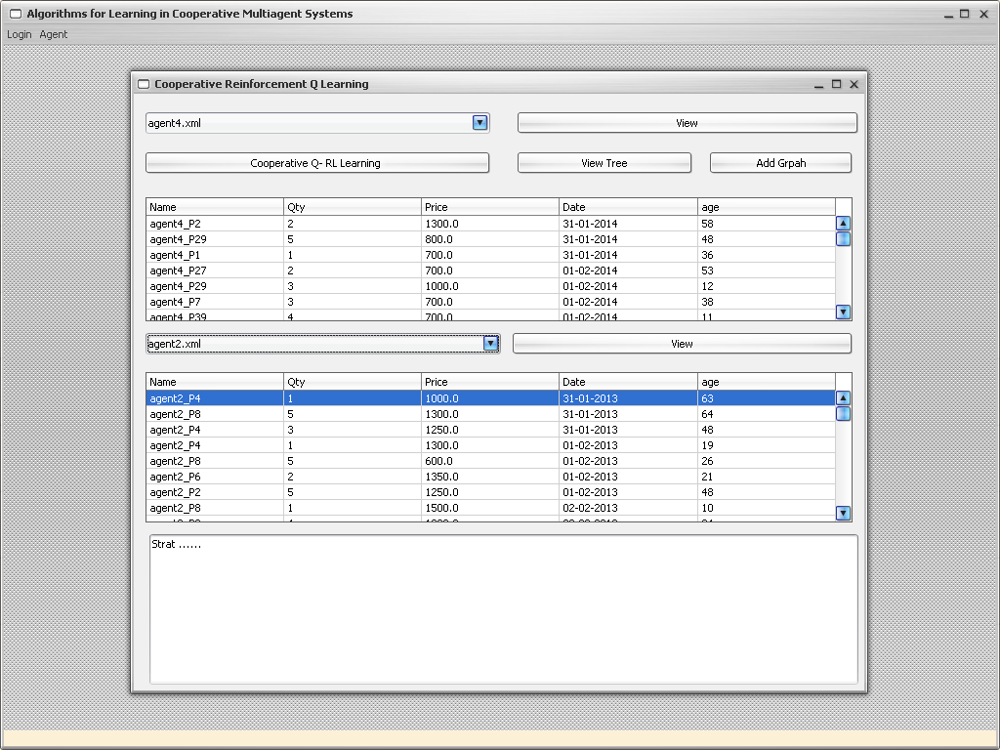 Algorithms for Learning in Cooperative Multiagent Systems
Login Agent
Cooperative Reinforcement Q Learning
agent4.xml View
Cooperative Q- RL Learning View Tree Add Grpah
Name Qty Price Date age
agent4_P2 2 1300.0 31-01-2014 58
agent4_P29 5 800.0 31-01-2014 48
agent4_P1 1 700.0 31-01-2014 36
agent4_P27 2 700.0 01-02-2014 53
agent4_P29 3 1000.0 01-02-2014 12
agent4_P7 3 700.0 01-02-2014 38
agent4_P39 4 700.0 01-02-2014 11
agent2.xml View
Name Qty Price Date age
agent2_P4 1 1000.0 31-01-2013 63
agent2_P8 5 1300.0 31-01-2013 64
agent2_P4 3 1250.0 31-01-2013 48
agent2_P4 1 1300.0 01-02-2013 19
agent2_P8 5 600.0 01-02-2013 26
agent2_P6 2 1350.0 01-02-2013 21
agent2_P2 5 1250.0 01-02-2013 48
agent2_P8 1 1500.0 02-02-2013 10
Strat ......